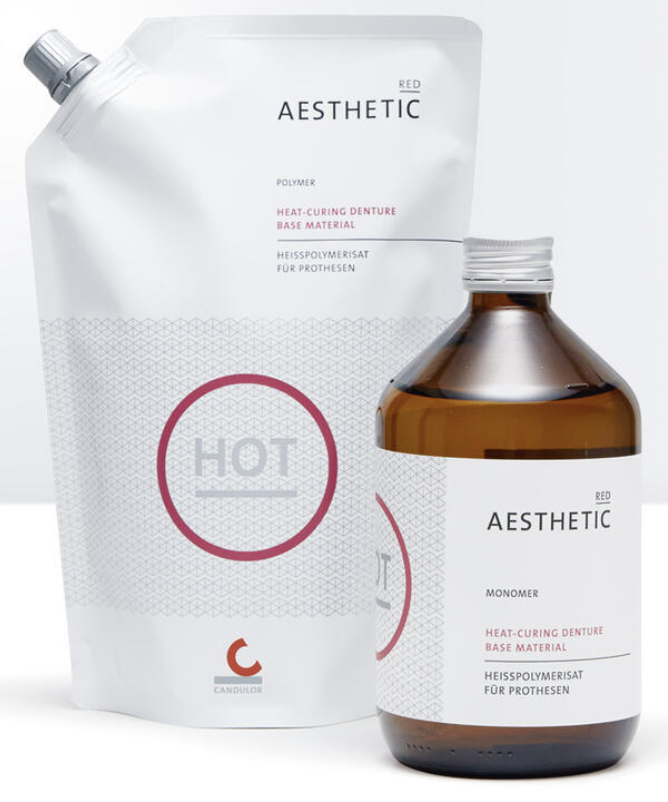 RED
AESTHETIC
POLYMER
HEAT-CURING DENTURE
BASE MATERIAL
HEISSPOLYMERISAT
FÜR PROTHESEN
HOT
CANDULOR
RED
AESTHETIC
MONOMER
HEAT-CURING DENTURE
BASE MATERIAL
HEISSPOLYMERISAT
FÜR PROTHESEN
OT